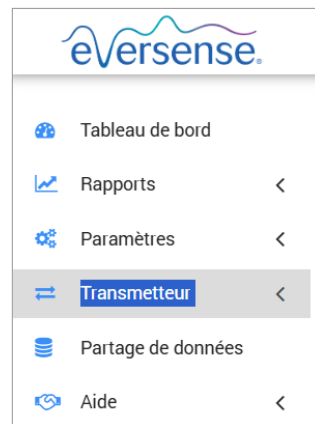 eversense.
Tableau de bord
Rapports
Paramètres
Transmetteur
Partage de données
Aide